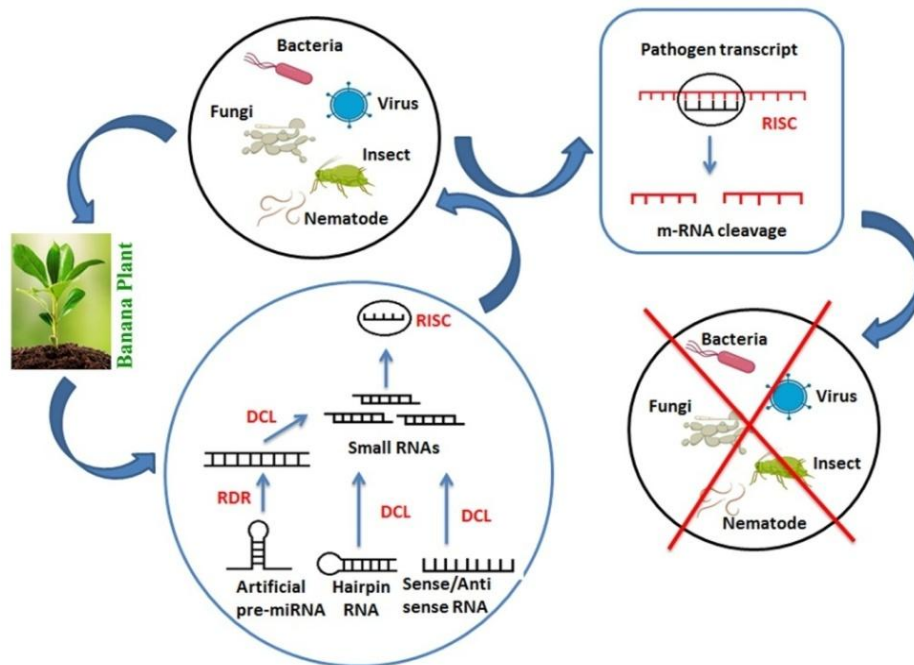 Bacteria
Virus
Fungi
Insect
Nematode
Pathogen transcript
RISC
m-RNA cleavage
Banana Plant
RISC
DCL
Small RNAs
RDR
DCL
DCL
Artificial
pre-miRNA
Hairpin
RNA
Sense/Anti
sense RNA
Bacteria
Virus
Fungi
Insect
Nematode